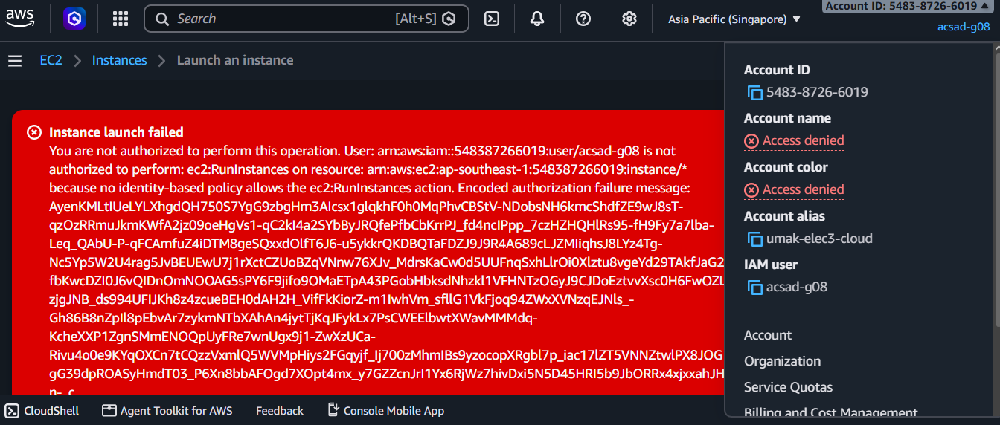 aws
Search
[Alt+S]
Asia Pacific (Singapore)
Account ID: 5483-8726-6019
acsad-g08
EC2
Instances
Launch an instance
Instance launch failed
You are not authorized to perform this operation. User: arn:aws:iam::548387266019:user/acsad-g08 is not
authorized to perform: ec2:RunInstances on resource: arn:aws:ec2:ap-southeast-1:548387266019:instance/*
because no identity-based policy allows the ec2:RunInstances action. Encoded authorization failure message:
AyenKMLtIUeLYLXhgdQH750S7YgG9zbgHm3AIcsx1glqkhF0h0MqPhvCBStV-NDobsNH6kmcShdfZE9wJ8sT-
qzOzRRmuJkmKWfA2jz09oeHgVs1-qC2kI4a2SYbByJRQfePfbCbKrrPJ_fd4ncIPpp_7czHZHQHlRs95-fH9Fy7a7lba-
Leq_QAbU-P-qFCAmfuZ4iDTM8geSQxxdOlfT6J6-u5ykkrQKDBQTaFDZJ9J9R4A689cLJZMIiqhsJ8LYz4Tg-
Nc5Yp5W2U4rag5JvBEUEwU7j1rXctCZUoBZqVNnw76XJv_MdrsKaCw0d5UUFnqSxhLlrOi0Xlztu8vgeYd29TAkfJaG2
fbKwcDZI0J6vQIDnOmNOOAG5sPY6F9jifo9OMaETpA43PGobHbksdNhzkl1VFHNTzOGyJ9CJDoEztvvXsc0H6FwOZL
zjgJNB_ds994UFIJKh8z4zcueBEH0dAH2H_VifFkKiorZ-m1IwhVm_sfllG1VkFjoq94ZWxXVNzqEJNls_-
Gh86B8nZpIl8pEbvAr7zykmNTbXAhAn4jytTjKqJFykLx7PsCWEElbwtXWavMMMdq-
KcheXXP1ZgnSMmENOQpUyFRe7wnUgx9j1-ZwXzUCa-
Rivu4o0e9KYqOXCn7tCQzzVxmlQ5WVMpHiys2FGqyjf_Ij700zMhmIBs9yzocopXRgbl7p_iac17lZT5VNNZtwlPX8JOG
gG39dpROASyHmdT03_P6Xn8bbAFOgd7XOpt4mx_y7GZZcnJrI1Yx6RjWz7hivDxi5N5D45HRI5b9JbORRx4xjxxahJH
Account ID
5483-8726-6019
Account name
Access denied
Account color
Access denied
Account alias
umak-elec3-cloud
IAM user
acsad-g08
Account
Organization
Service Quotas
Billing and Cost Management
CloudShell
Agent Toolkit for AWS
Feedback
Console Mobile App